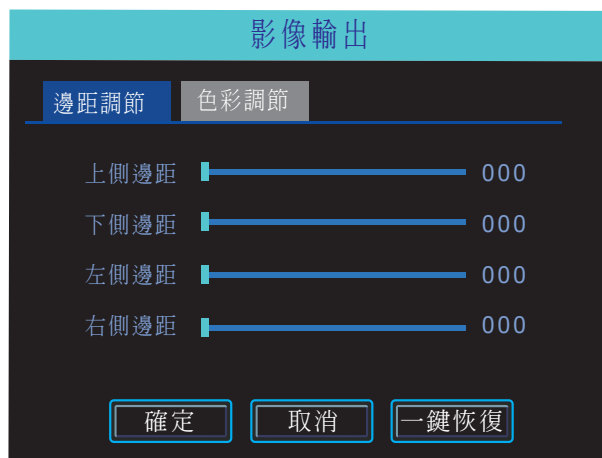 影像輸出
邊距調節 色彩調節
上側邊距 000
下側邊距 000
左側邊距 000
右側邊距 000
確定 取消 一鍵恢復